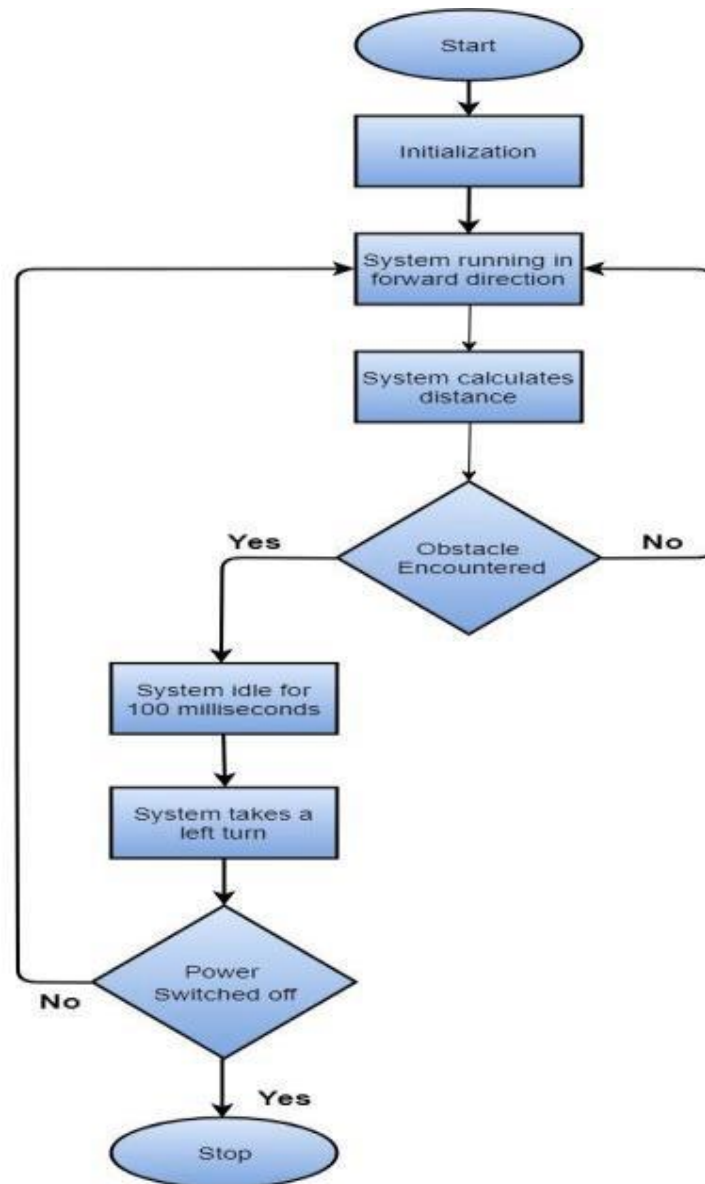 Start
Initialization
System running in
forward direction
System calculates
distance
Obstacle
Encountered
Yes
No
System idle for
100 milliseconds
System takes a
left turn
Power
Switched off
No
Yes
Stop